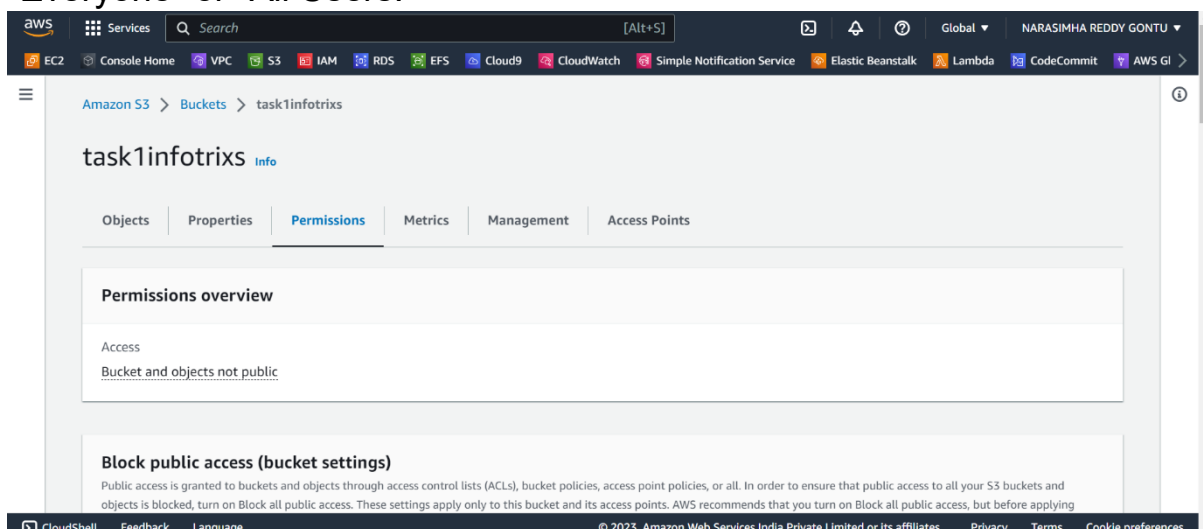 Everyone" or "All Users."
aws Services Search [Alt+S] Global NARASIMHA REDDY GONTU
EC2 Console Home VPC S3 IAM RDS EFS Cloud9 CloudWatch Simple Notification Service Elastic Beanstalk Lambda CodeCommit AWS Gl
Amazon S3 > Buckets > task1infotrixs
task1infotrixs Info
Objects Properties Permissions Metrics Management Access Points
Permissions overview
Access
Bucket and objects not public
Block public access (bucket settings)
Public access is granted to buckets and objects through access control lists (ACLs), bucket policies, access point policies, or all. In order to ensure that public access to all your S3 buckets and
objects is blocked, turn on Block all public access. These settings apply only to this bucket and its access points. AWS recommends that you turn on Block all public access, but before applying
CloudShell Feedback Language © 2023, Amazon Web Services India Private Limited or its affiliates. Privacy Terms Cookie preferences